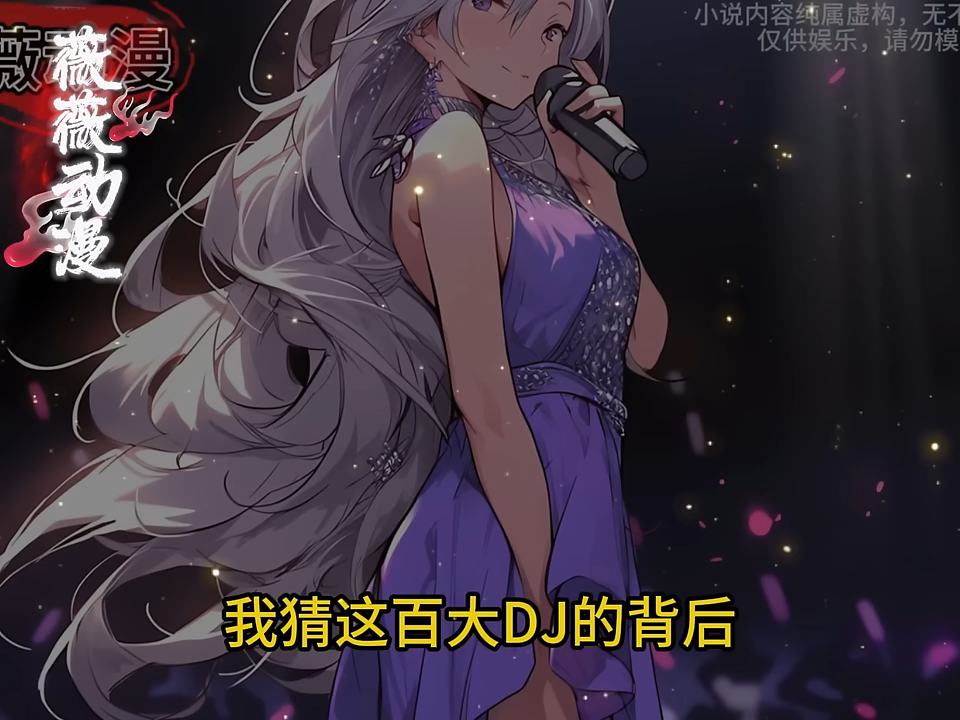 小说内容纯属虚构，无不
仅供娱乐，请勿模
薇薇动漫
薇 漫
我猜这百大DJ的背后